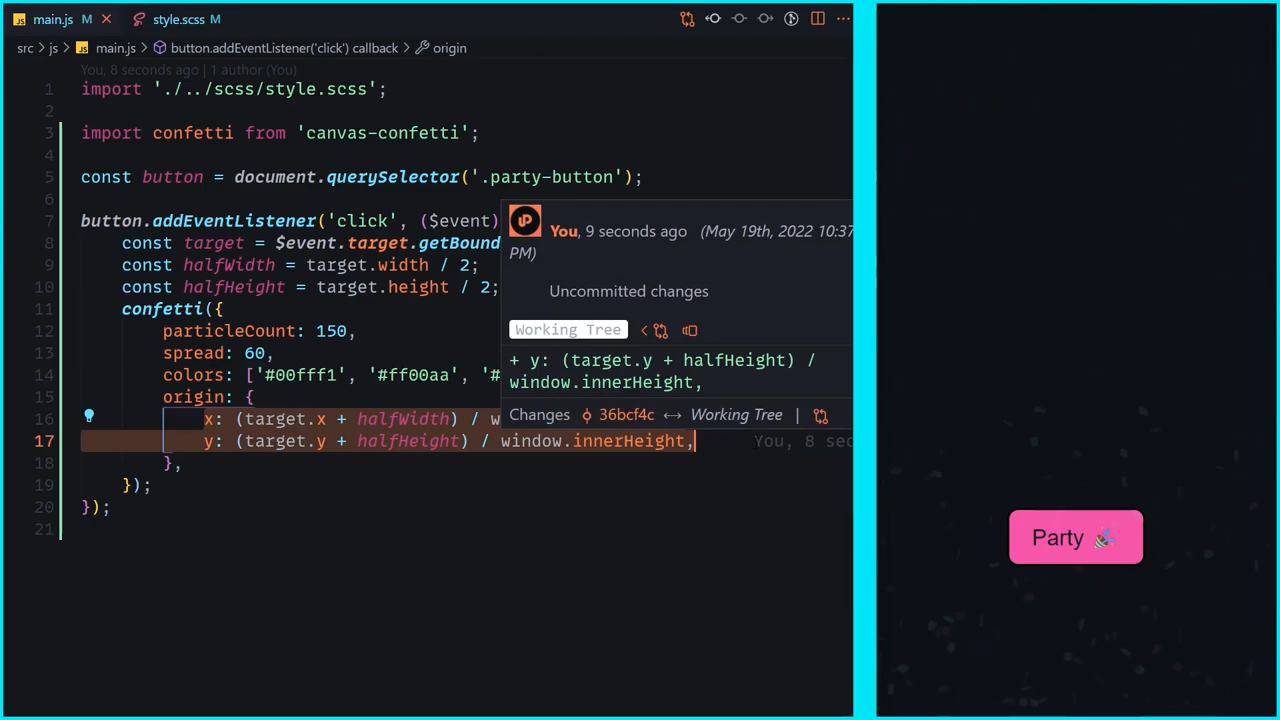 main.js M
style.scss M
src > js > main.js > button.addEventListener('click') callback > origin
You, 8 seconds ago | 1 author (You)
1 import './../scss/style.scss';
2
3 import confetti from 'canvas-confetti';
4
5 const button = document.querySelector('.party-button');
6
7 button.addEventListener('click', ($event)
8 const target = $event.target.getBound
9 const halfWidth = target.width / 2;
10 const halfHeight = target.height / 2;
11 confetti({
12 particleCount: 150,
13 spread: 60,
14 colors: ['#00fff1', '#ff00aa', '#
15 origin: {
16 x: (target.x + halfWidth) / w
17 y: (target.y + halfHeight) / window.innerHeight, You, 8 sec
18 },
19 });
20 });
21
You, 9 seconds ago (May 19th, 2022 10:37
PM)
Uncommitted changes
Working Tree
+ y: (target.y + halfHeight) /
window.innerHeight,
Changes 36bcf4c ↔ Working Tree |
Party 🎉